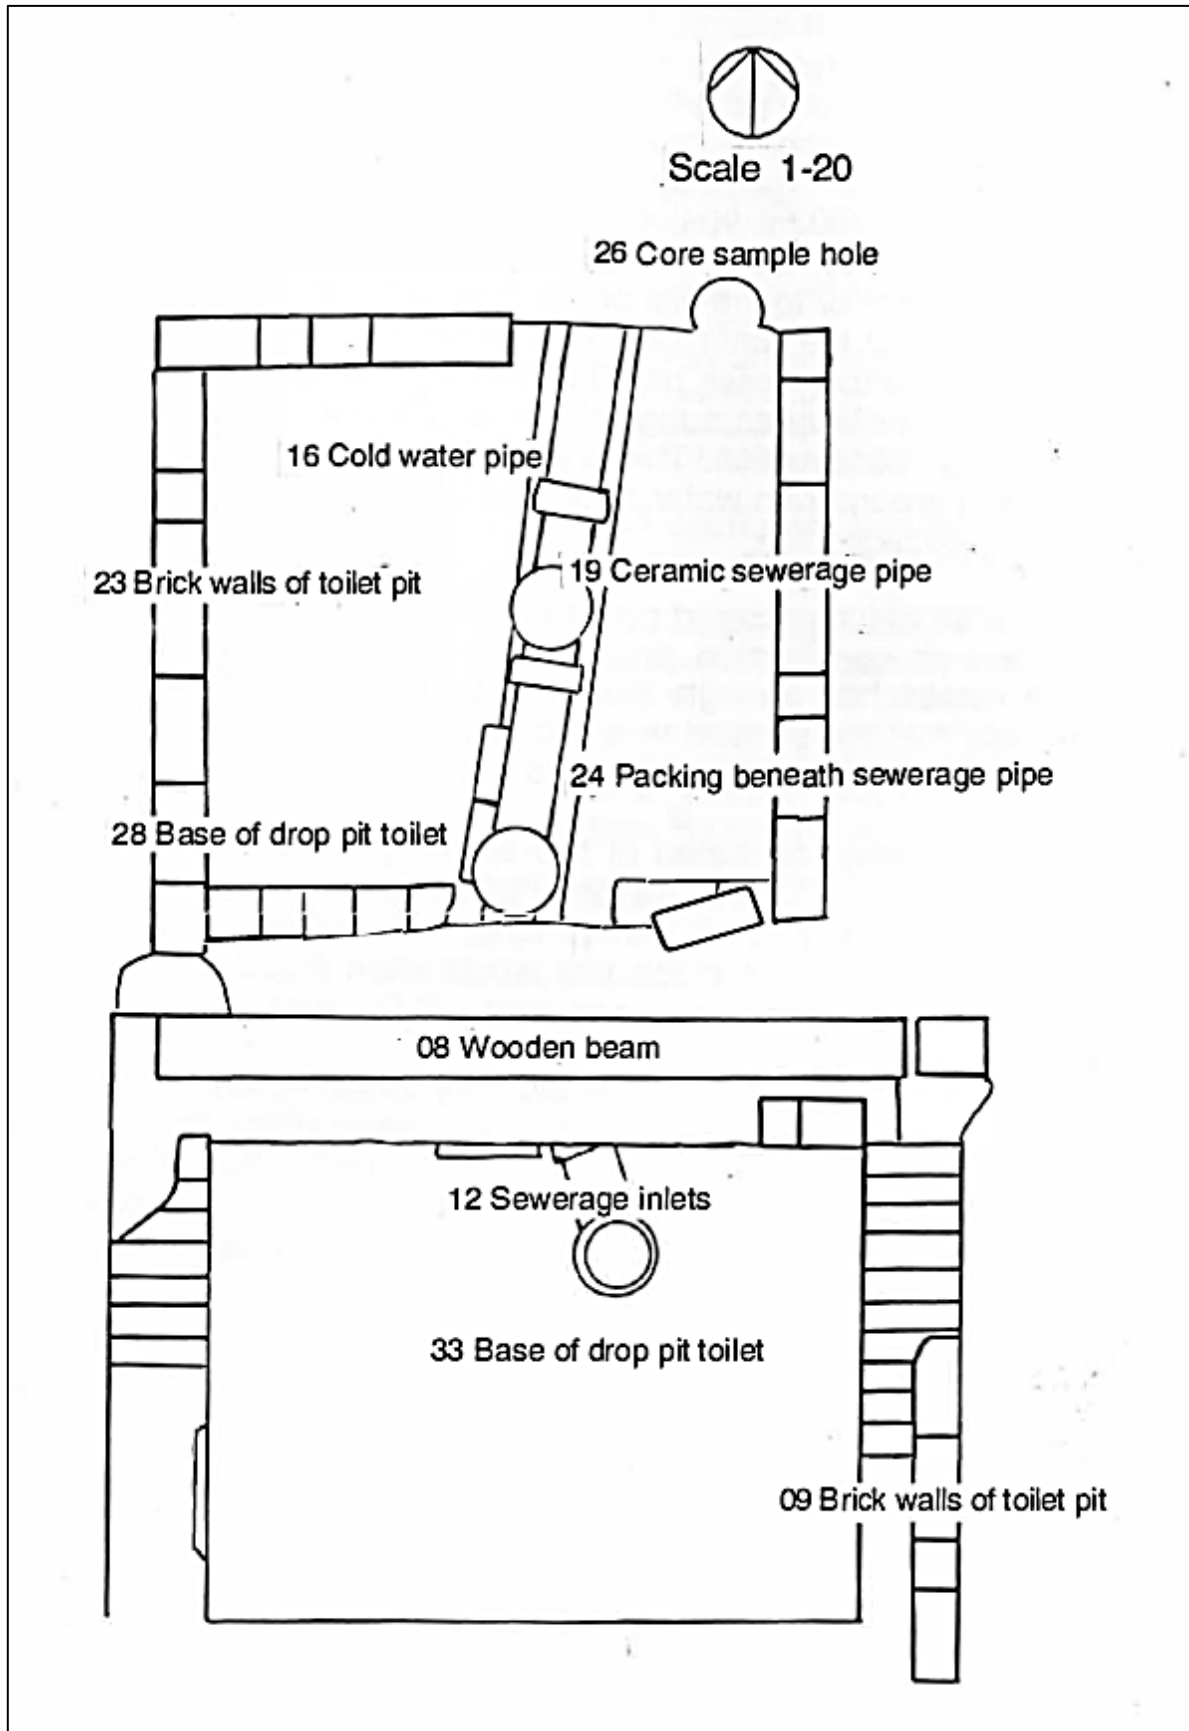 Scale 1-20
26 Core sample hole
16 Cold water pipe
19 Ceramic sewerage pipe
23 Brick walls of toilet pit
24 Packing beneath sewerage pipe
28 Base of drop pit toilet
08 Wooden beam
12 Sewerage inlets
33 Base of drop pit toilet
09 Brick walls of toilet pit